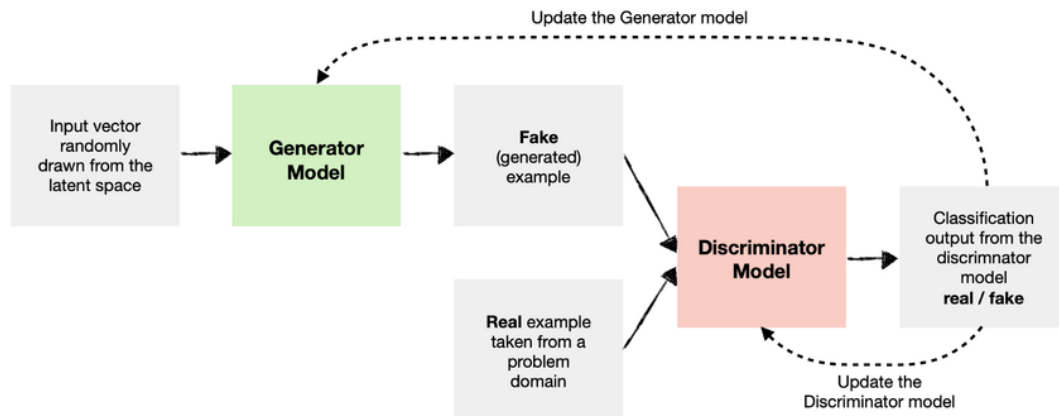 Update the Generator model
Input vector
randomly
drawn from the
latent space
Generator
Model
Fake
(generated)
example
Discriminator
Model
Classification
output from the
discrimnator
model
real / fake
Real example
taken from a
problem
domain
Update the
Discriminator model